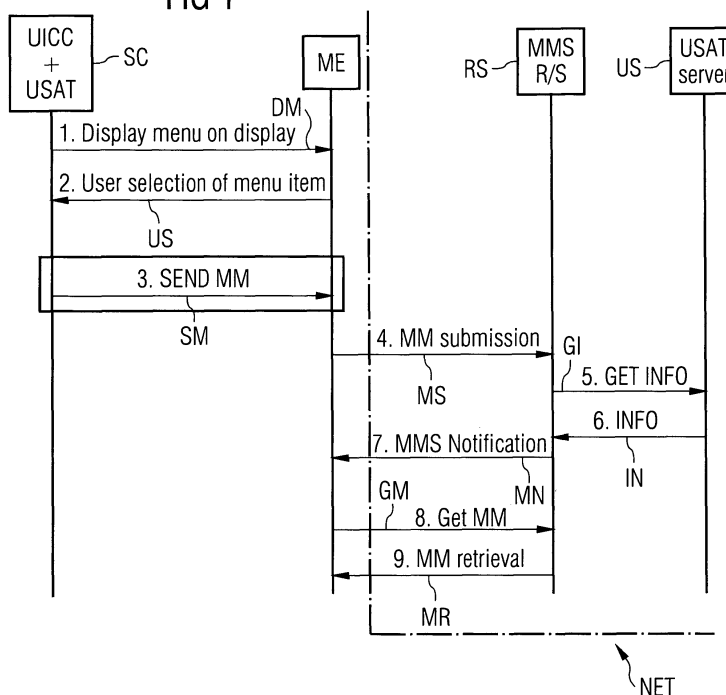 UICC
+
USAT
SC
ME
RS
MMS
R/S
US
USAT
server
DM
1. Display menu on display
2. User selection of menu item
US
3. SEND MM
SM
4. MM submission
MS
GI
5. GET INFO
6. INFO
IN
7. MMS Notification
MN
GM
8. Get MM
9. MM retrieval
MR
NET